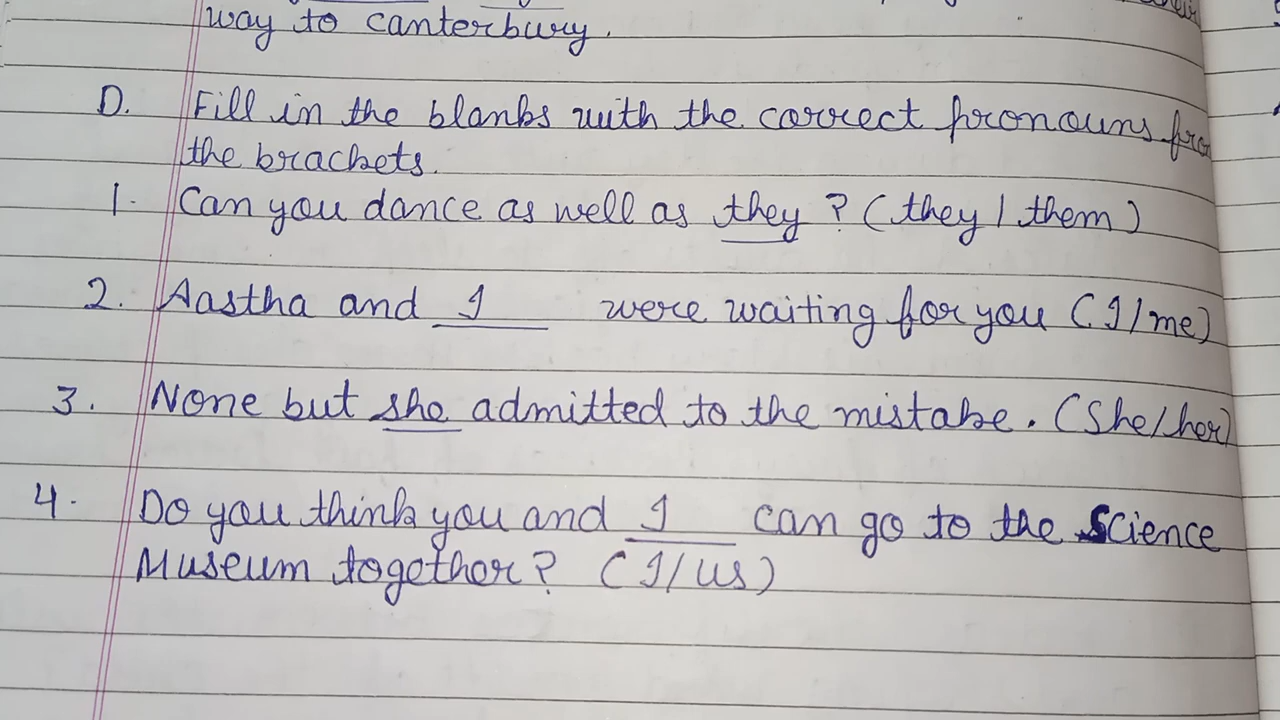 way to Canterbury.
D. Fill in the blanks with the correct pronouns fro
the brackets.
1. Can you dance as well as they ? (they / them)
2. Aastha and I were waiting for you (I/me)
3. None but she admitted to the mistake. (She/her)
4. Do you think you and I can go to the Science
Museum together? (I/us)